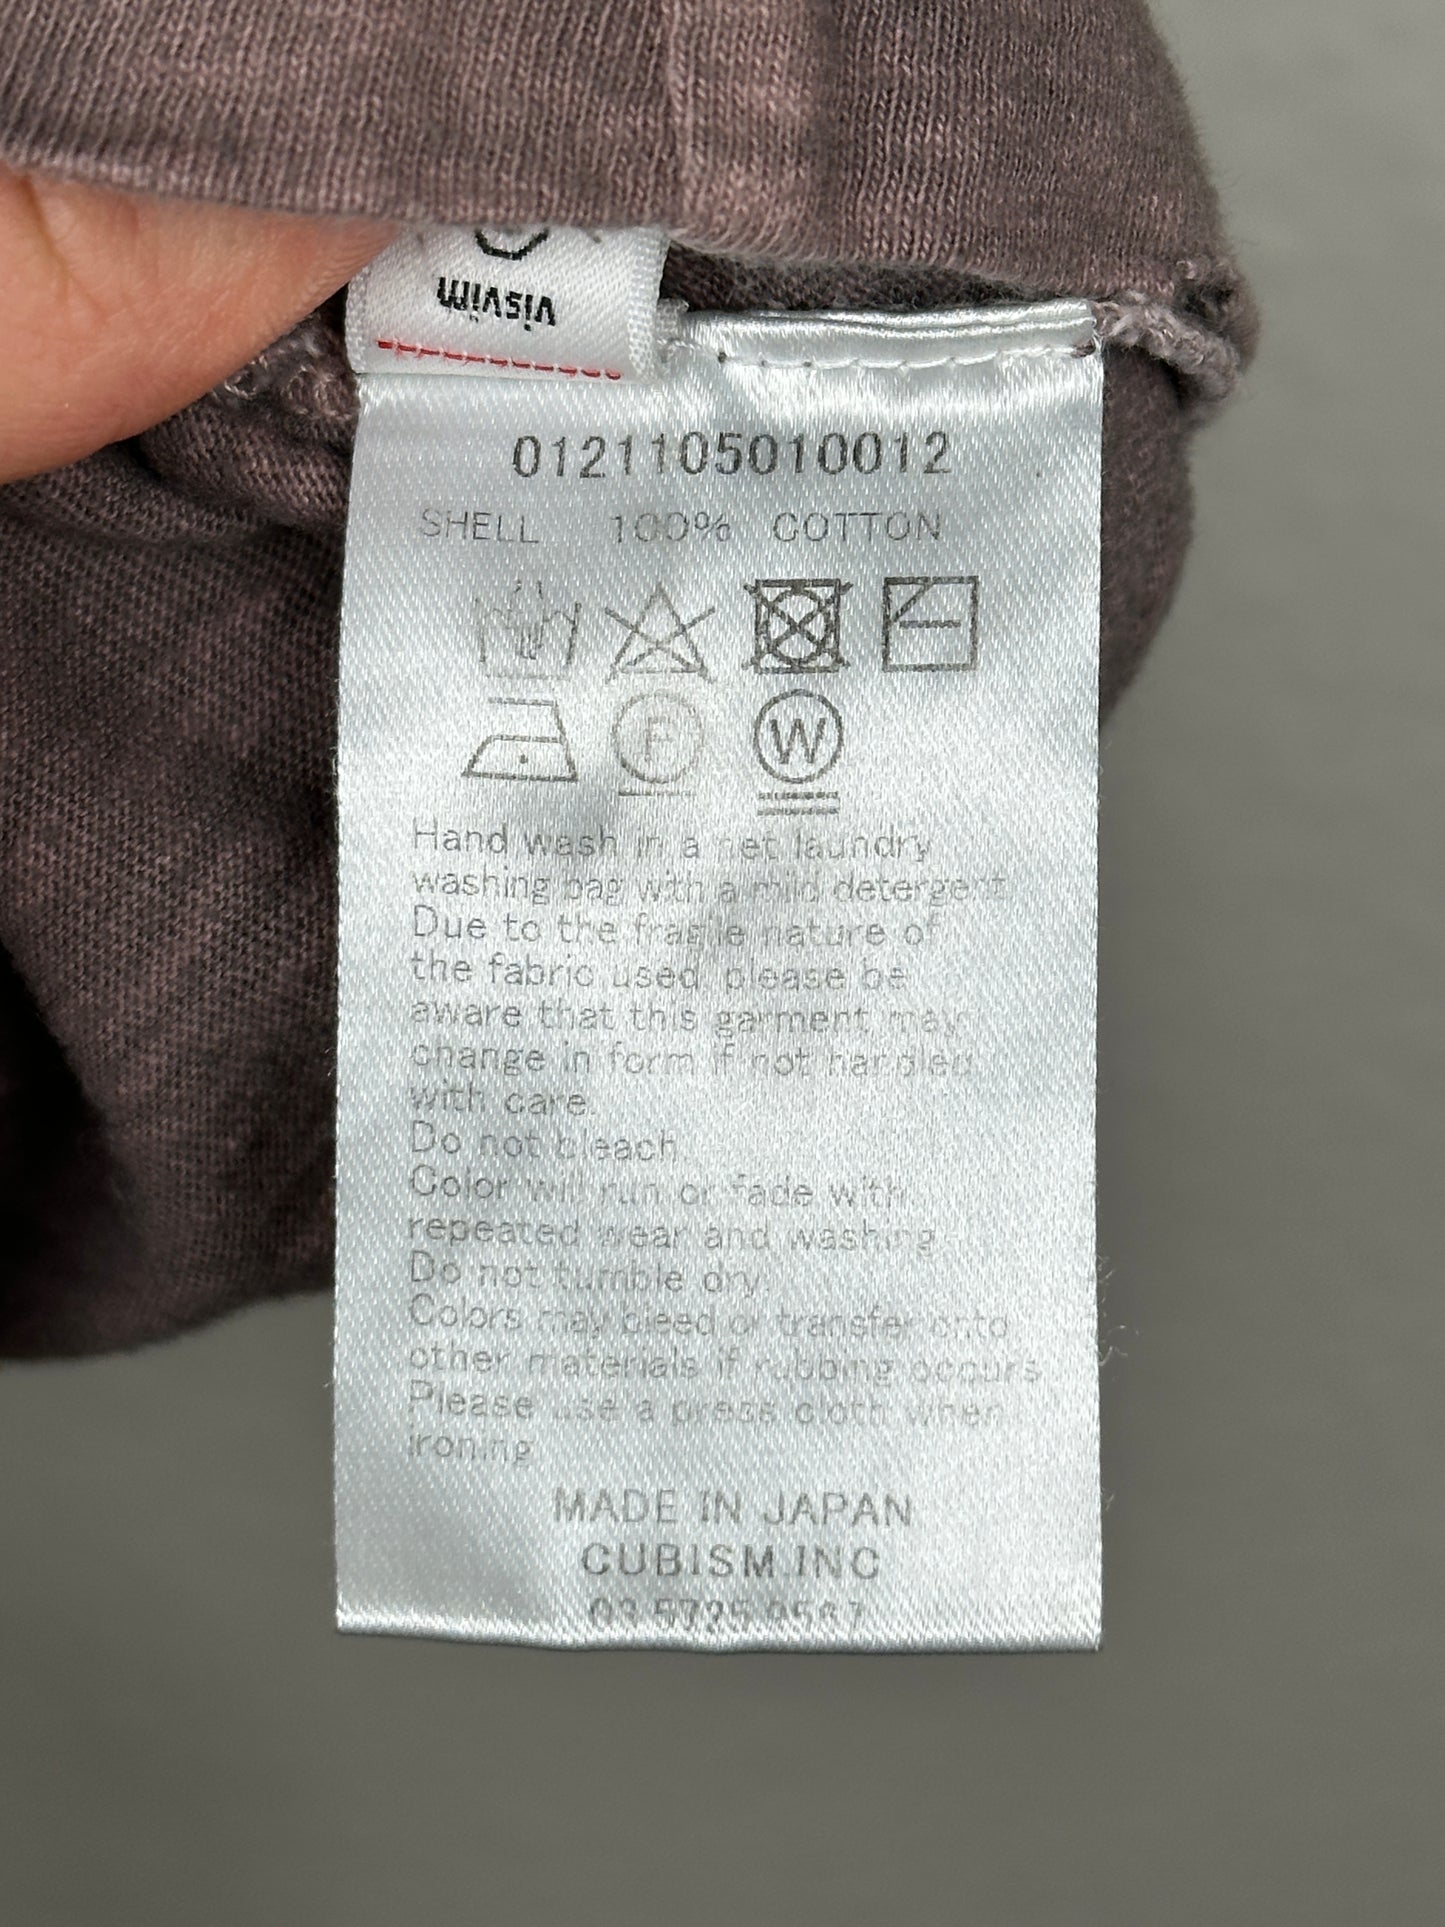 visvim
0121105010012
SHELL 100% COTTON
P
W
Hand wash in a net laundry
washing bag with a mild detergent
Due to the fragile nature of
the fabric used, please be
aware that this garment may
change in form if not handled
with care.
Do not bleach.
Color will run or fade with
repeated wear and washing.
Do not tumble dry.
Colors may bleed or transfer onto
other materials if rubbing occurs.
Please use a press cloth when
ironing
MADE IN JAPAN
CUBISM.INC